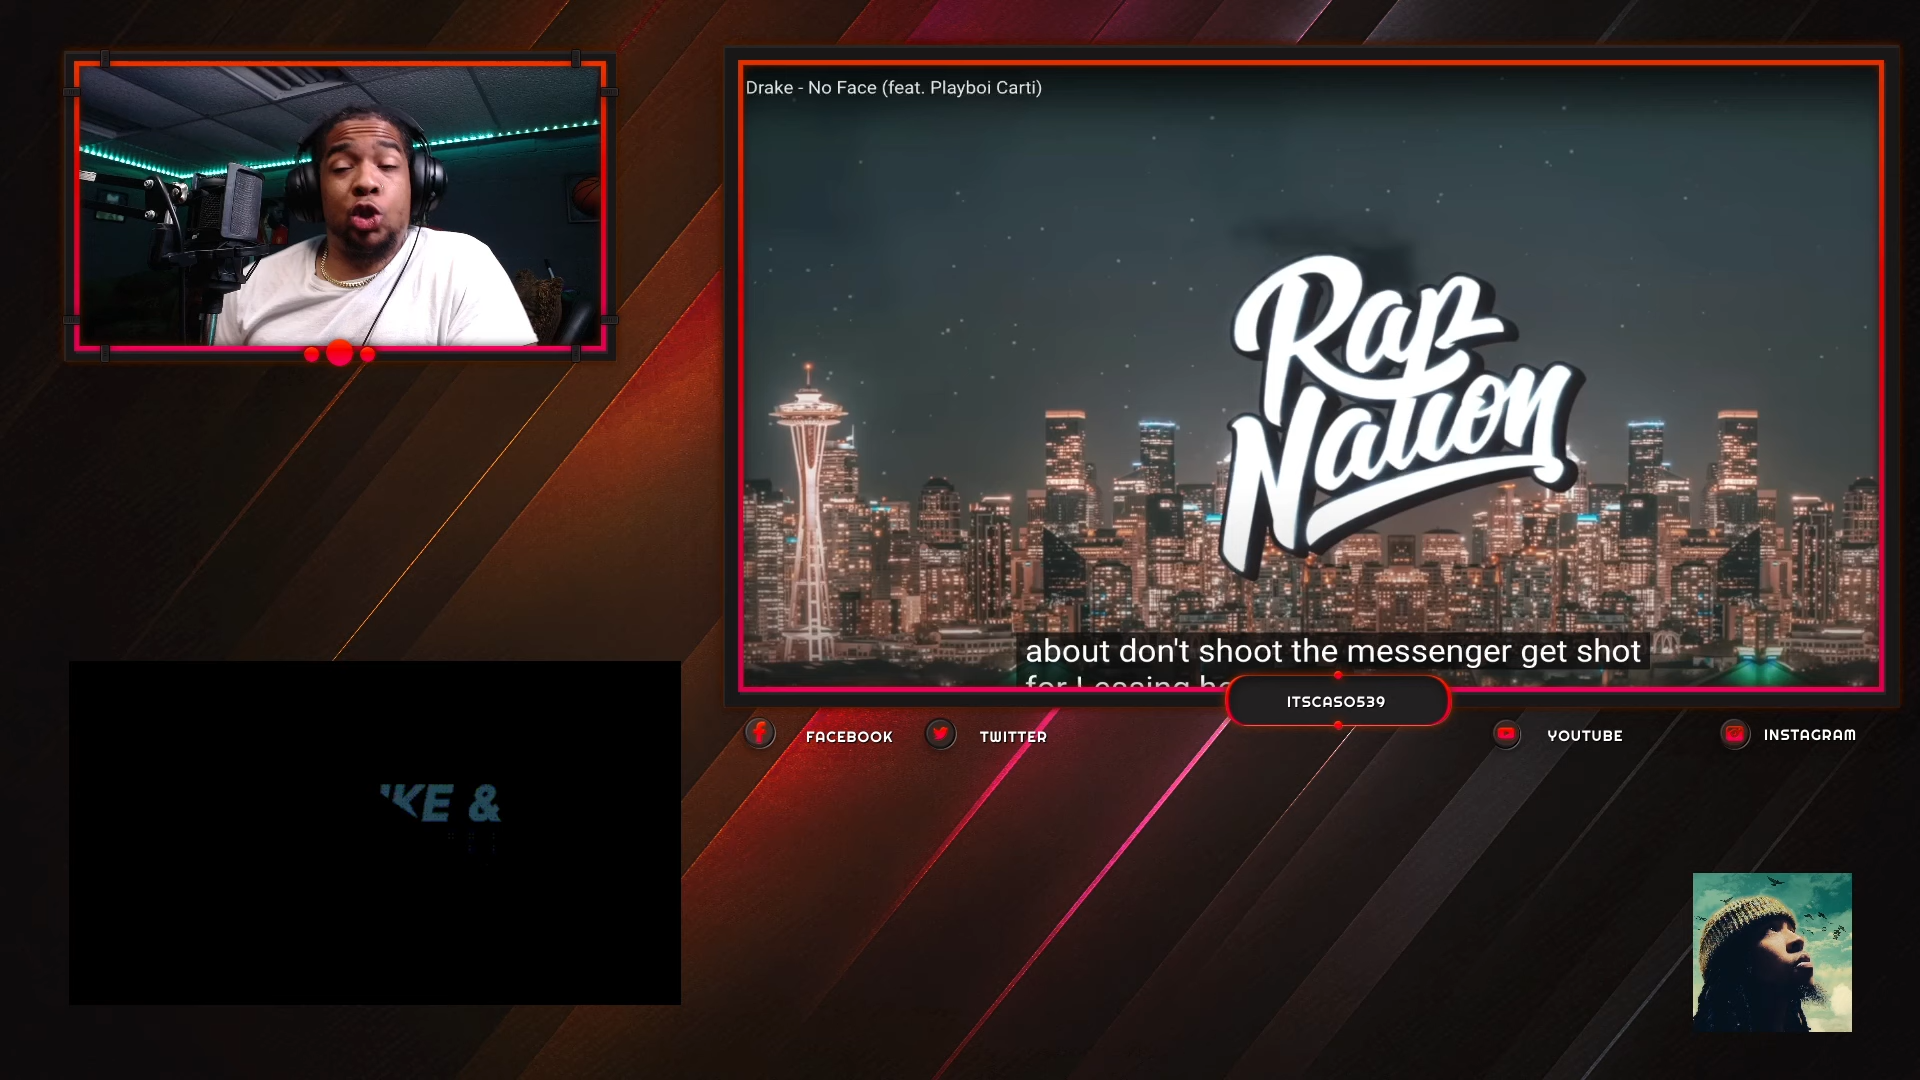 Drake - No Face (feat. Playboi Carti)
Rap
Nation
about don't shoot the messenger get shot
ITSCASO539
FACEBOOK
TWITTER
YOUTUBE
INSTAGRAM
KE &